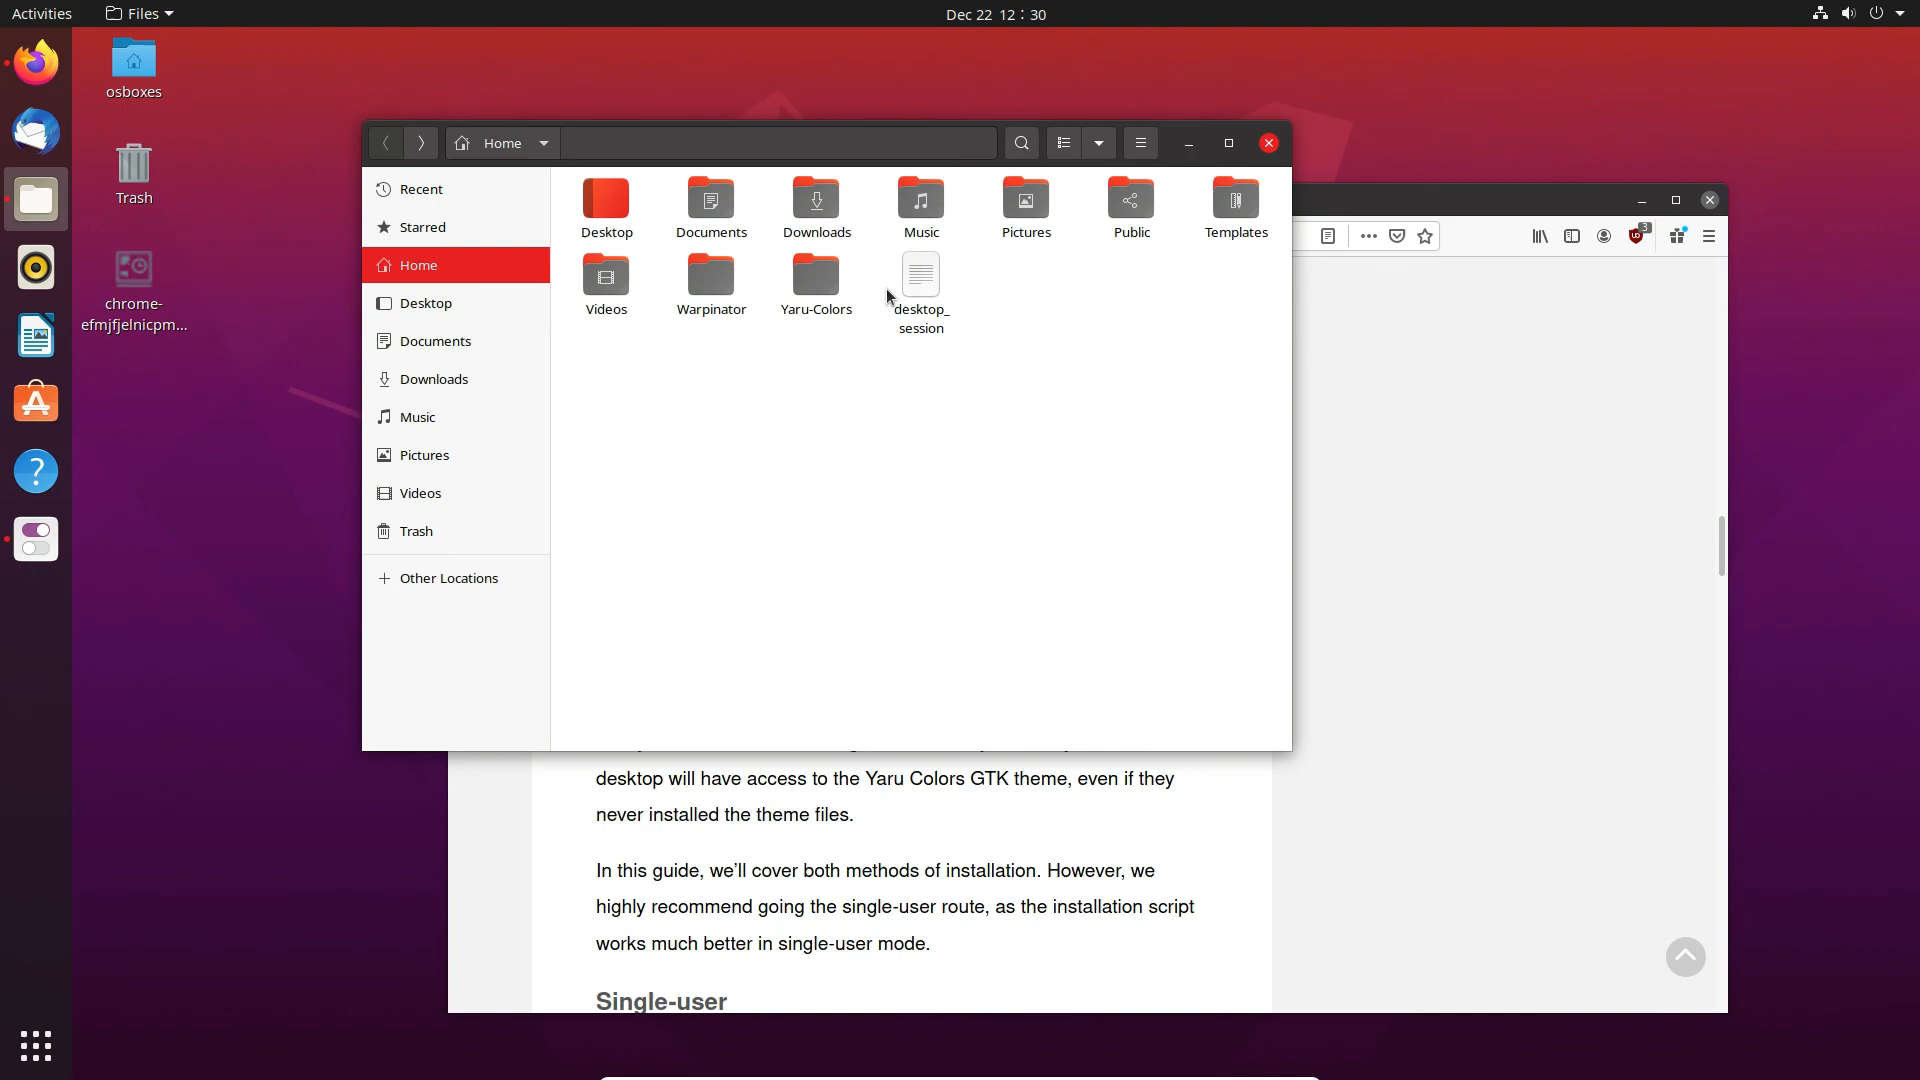 Activities
Files
Dec 22 12:30
osboxes
Trash
chrome-
efmjfjelnicpm...
Home
Recent
Starred
Home
Desktop
Documents
Downloads
Music
Pictures
Videos
Trash
Other Locations
Desktop
Documents
Downloads
Music
Pictures
Public
Templates
Videos
Warpinator
Yaru-Colors
desktop_
session
3
desktop will have access to the Yaru Colors GTK theme, even if they
never installed the theme files.
In this guide, we'll cover both methods of installation. However, we
highly recommend going the single-user route, as the installation script
works much better in single-user mode.
Single-user